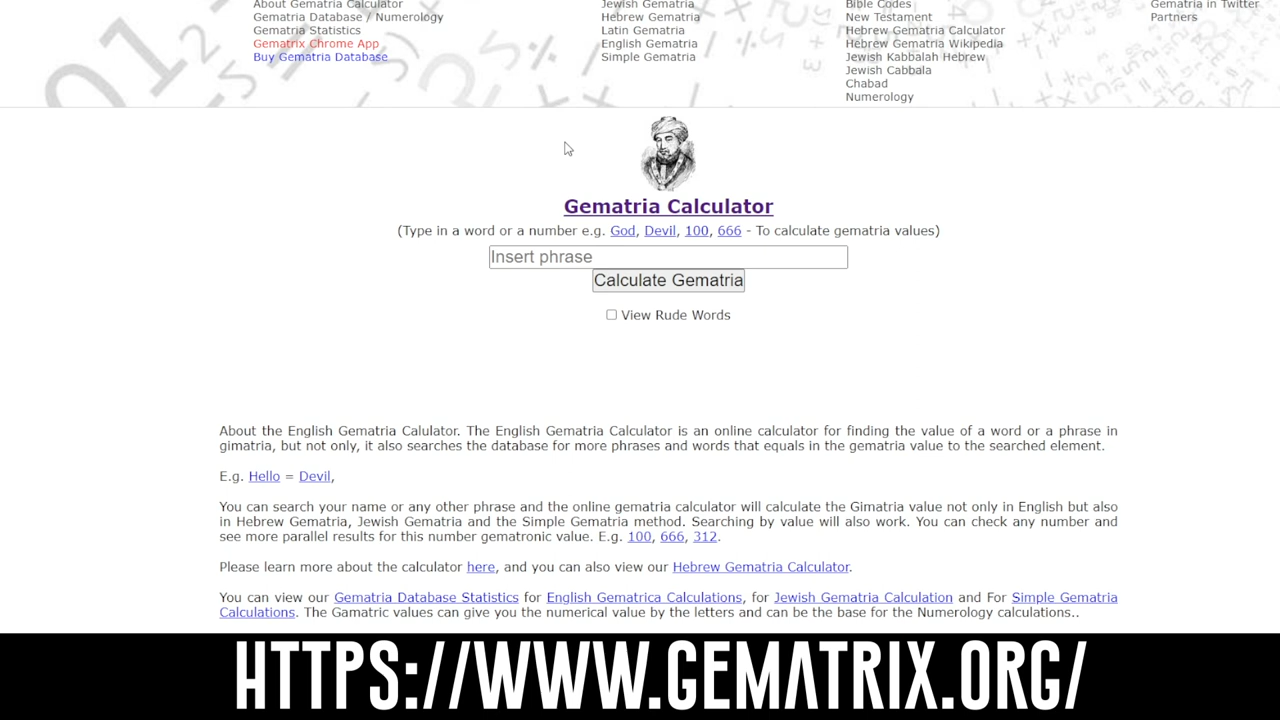 About Gematria Calculator
Gematria Database / Numerology
Gematria Statistics
Gematrix Chrome App
Buy Gematria Database
Jewish Gematria
Hebrew Gematria
Latin Gematria
English Gematria
Simple Gematria
Bible Codes
New Testament
Hebrew Gematria Calculator
Hebrew Gematria Wikipedia
Jewish Kabbalah Hebrew
Jewish Cabbala
Chabad
Numerology
Gematria in Twitter
Partners
Gematria Calculator
(Type in a word or a number e.g. God, Devil, 100, 666 - To calculate gematria values)
Insert phrase
Calculate Gematria
View Rude Words
About the English Gematria Calulator. The English Gematria Calculator is an online calculator for finding the value of a word or a phrase in
gimatria, but not only, it also searches the database for more phrases and words that equals in the gematria value to the searched element.
E.g. Hello = Devil,
You can search your name or any other phrase and the online gematria calculator will calculate the Gimatria value not only in English but also
in Hebrew Gematria, Jewish Gematria and the Simple Gematria method. Searching by value will also work. You can check any number and
see more parallel results for this number gematronic value. E.g. 100, 666, 312.
Please learn more about the calculator here, and you can also view our Hebrew Gematria Calculator.
You can view our Gematria Database Statistics for English Gematrica Calculations, for Jewish Gematria Calculation and For Simple Gematria
Calculations. The Gamatric values can give you the numerical value by the letters and can be the base for the Numerology calculations..
HTTPS://WWW.GEMATRIX.ORG/